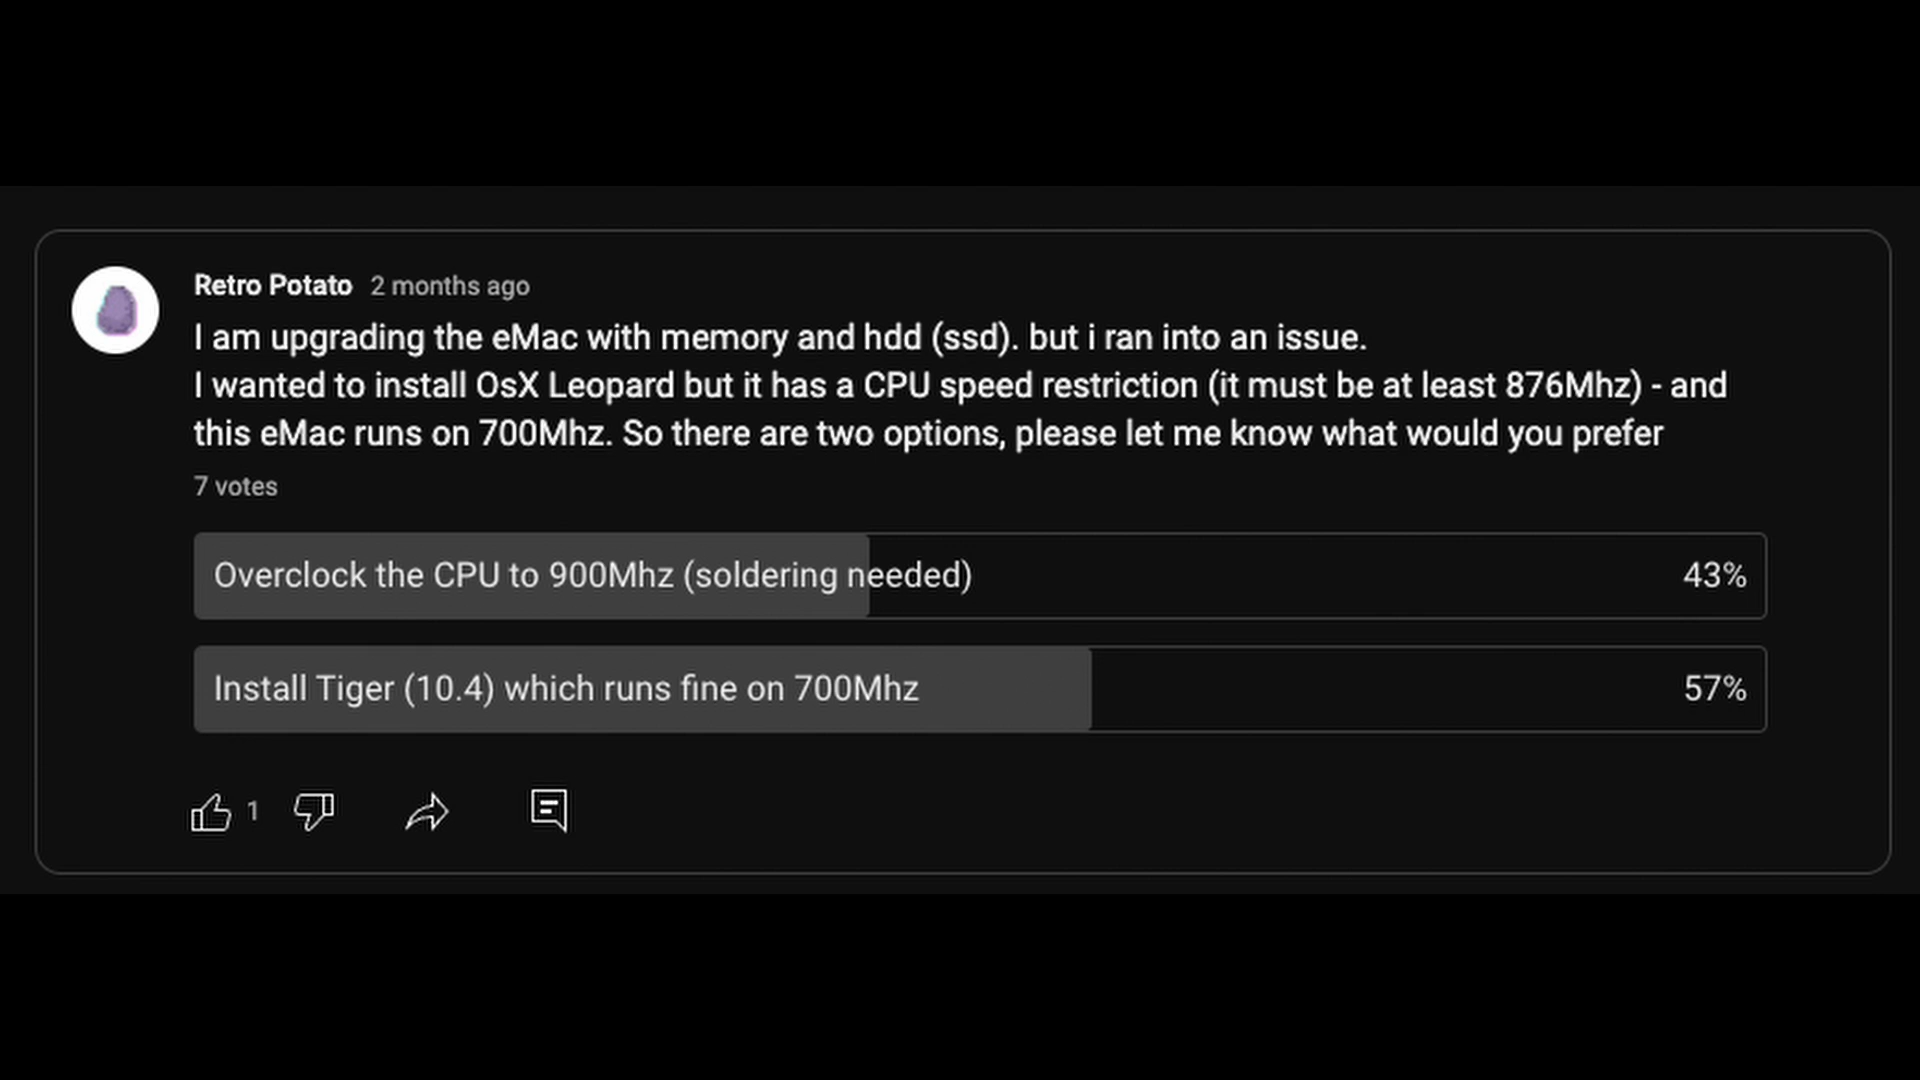 Retro Potato 2 months ago
I am upgrading the eMac with memory and hdd (ssd). but i ran into an issue.
I wanted to install OsX Leopard but it has a CPU speed restriction (it must be at least 876Mhz) - and
this eMac runs on 700Mhz. So there are two options, please let me know what would you prefer
7 votes
Overclock the CPU to 900Mhz (soldering needed) 43%
Install Tiger (10.4) which runs fine on 700Mhz 57%
1